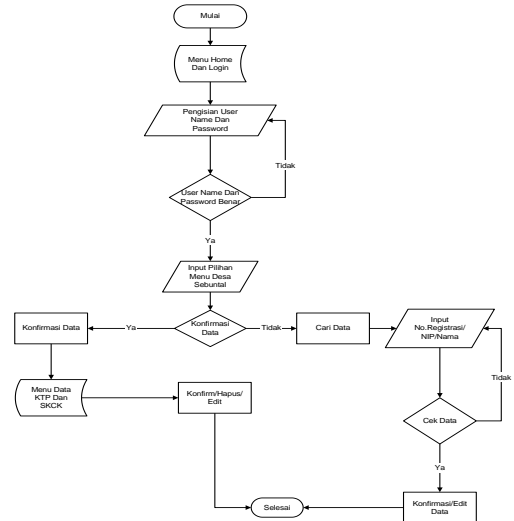 Mulai
Menu Home
Dan Login
Pengisian User
Name Dan
Password
Tidak
User Name Dan
Password Benar
Ya
Input Pilihan
Menu Desa
Sebuntal
Konfirmasi Data
Ya
Konfirmasi
Data
Tidak
Cari Data
Input
No.Registrasi/
NIP/Nama
Tidak
Menu Data
KTP Dan
SKCK
Konfirm/Hapus/
Edit
Cek Data
Ya
Selesai
Konfirmasi/Edit
Data